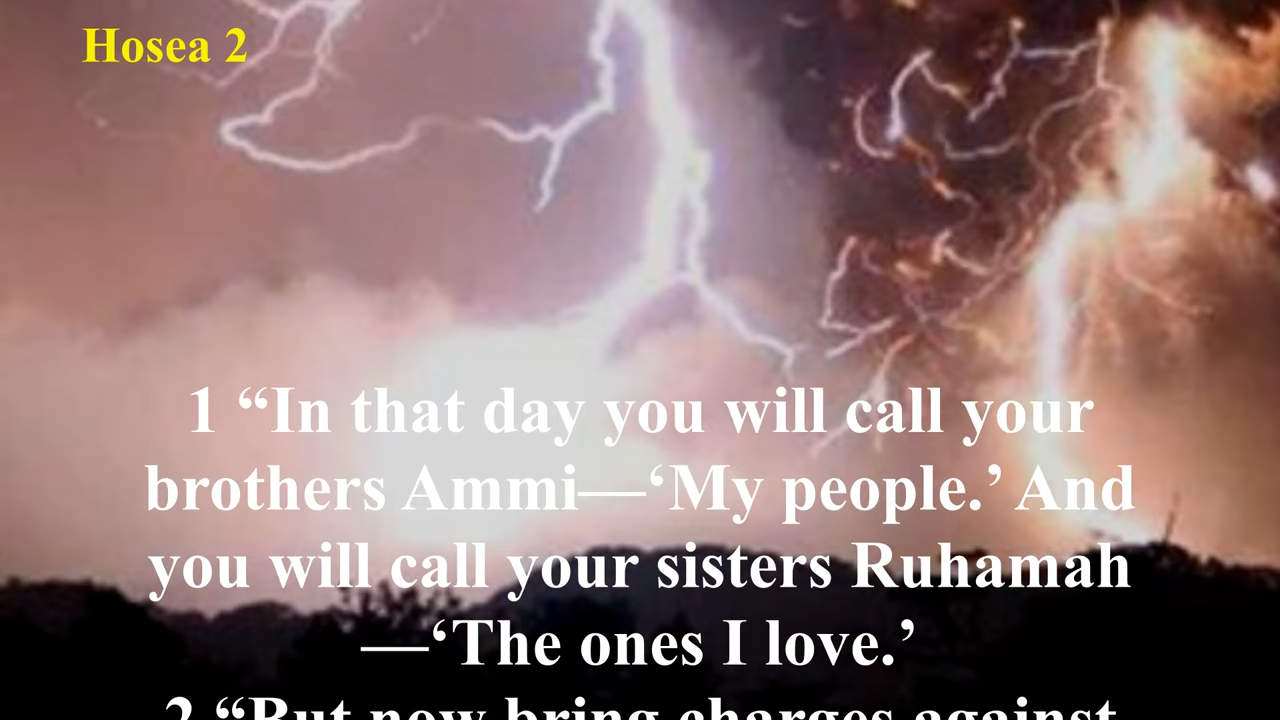 Hosea 2
1 “In that day you will call your
brothers Ammi—‘My people.’ And
you will call your sisters Ruhamah
—‘The ones I love.’
2 “But now bring charges against